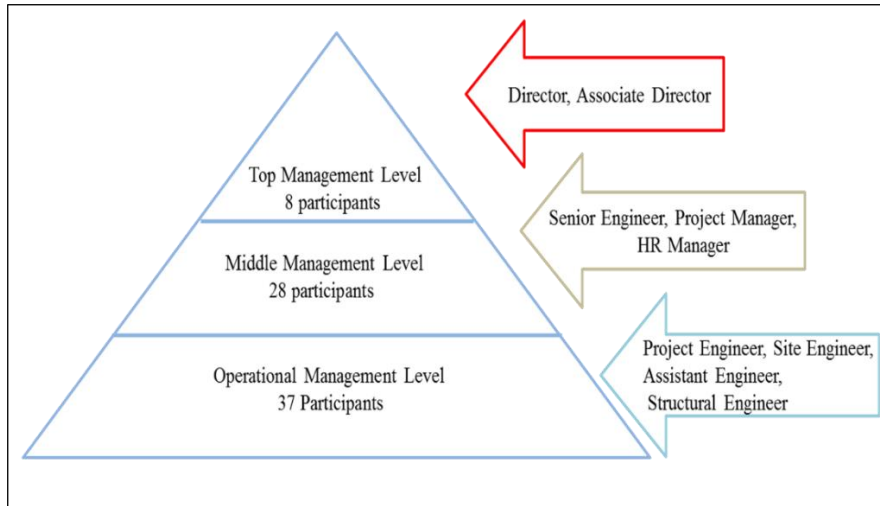 Director, Associate Director
Top Management Level
8 participants
Senior Engineer, Project Manager,
HR Manager
Middle Management Level
28 participants
Project Engineer, Site Engineer,
Assistant Engineer,
Structural Engineer
Operational Management Level
37 Participants